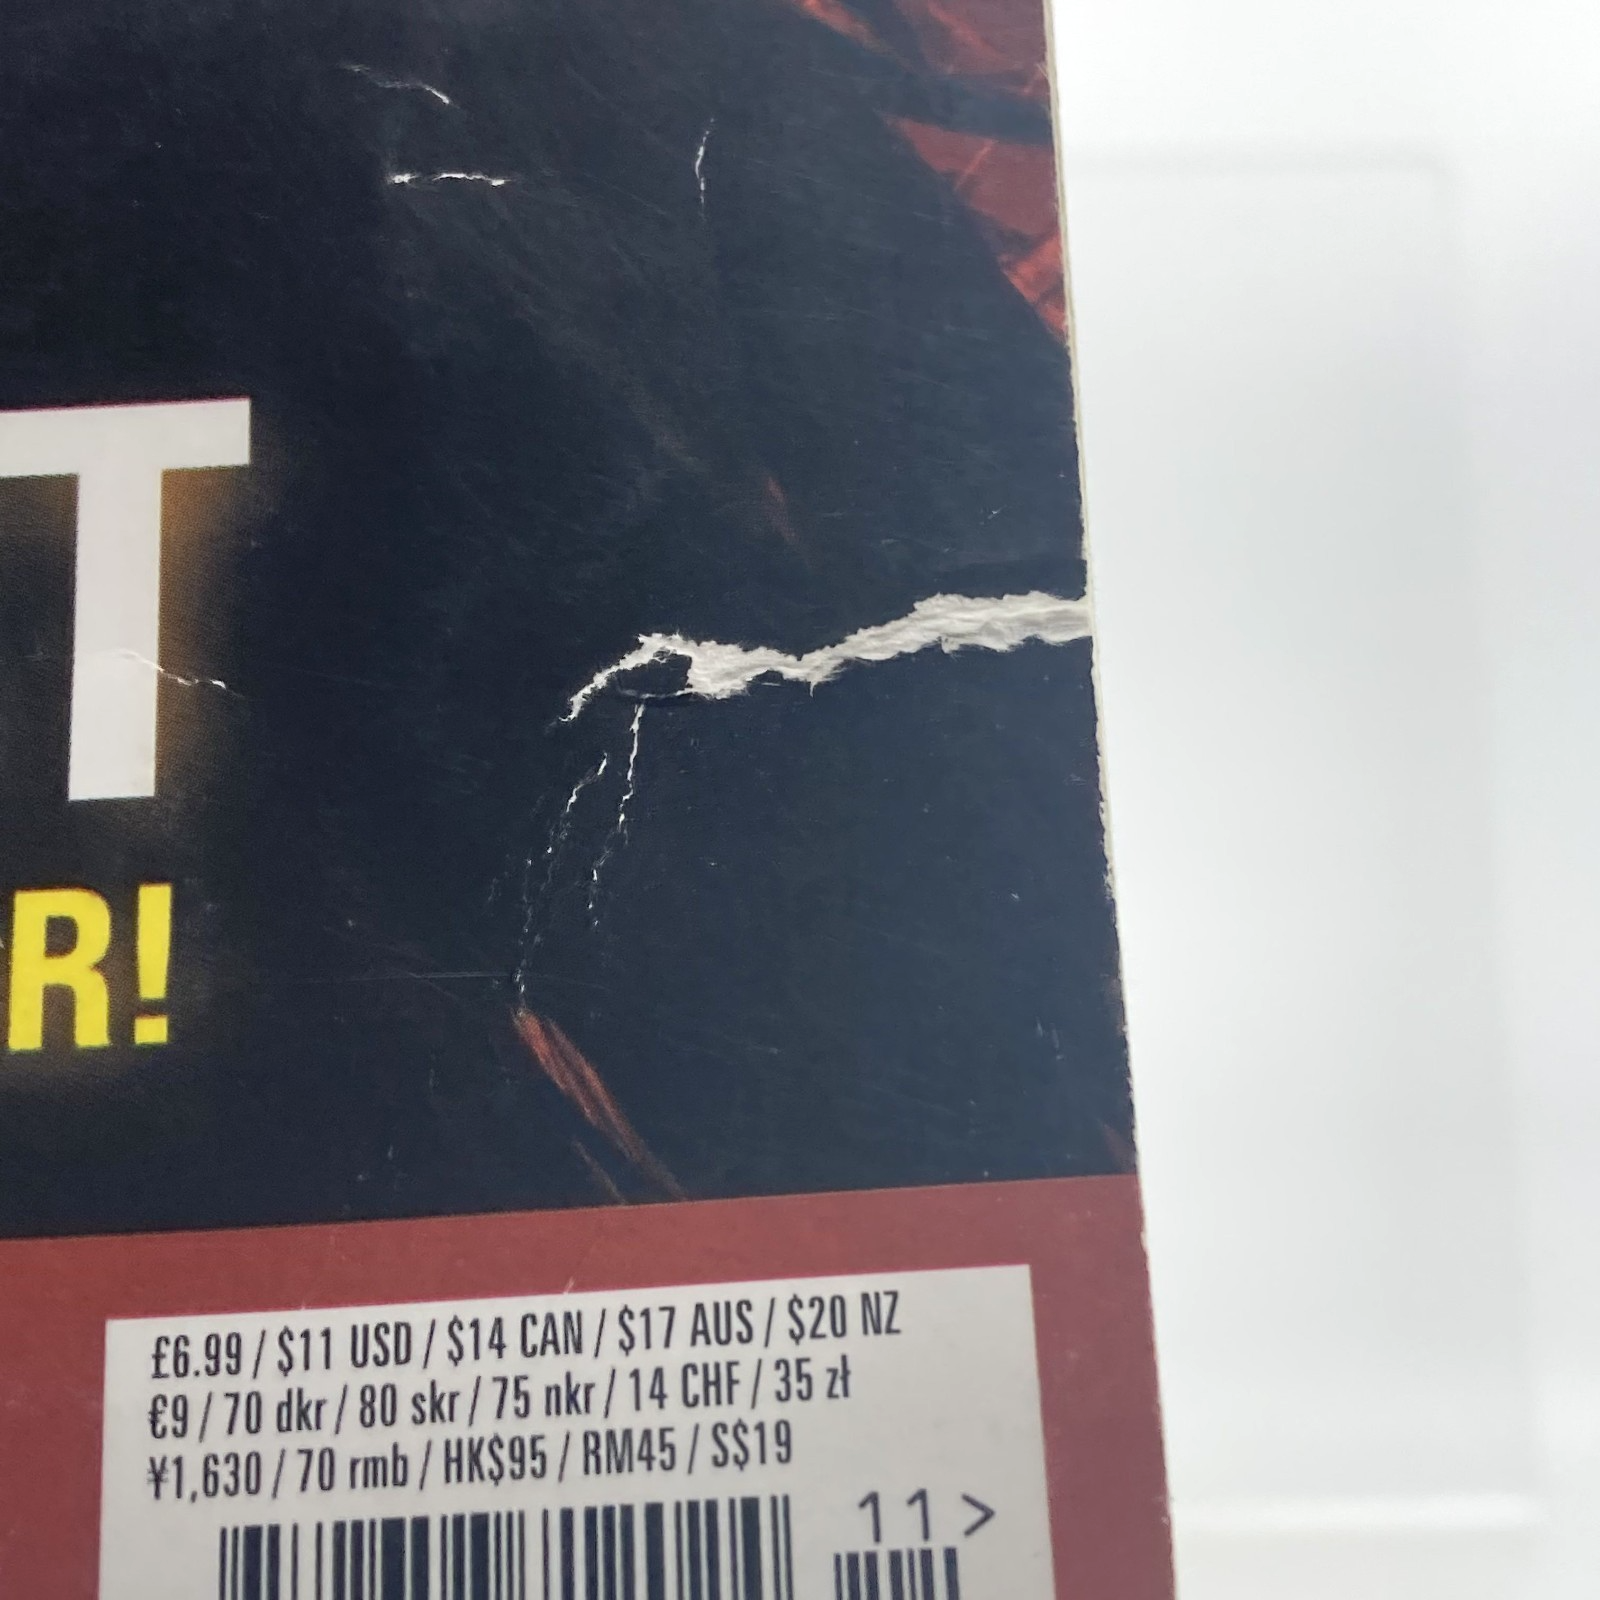 T
R!
£6.99 / $11 USD / $14 CAN / $17 AUS / $20 NZ
€9 / 70 dkr / 80 skr / 75 nkr / 14 CHF / 35 zł
¥1,630 / 70 rmb / HK$95 / RM45 / S$19
11>